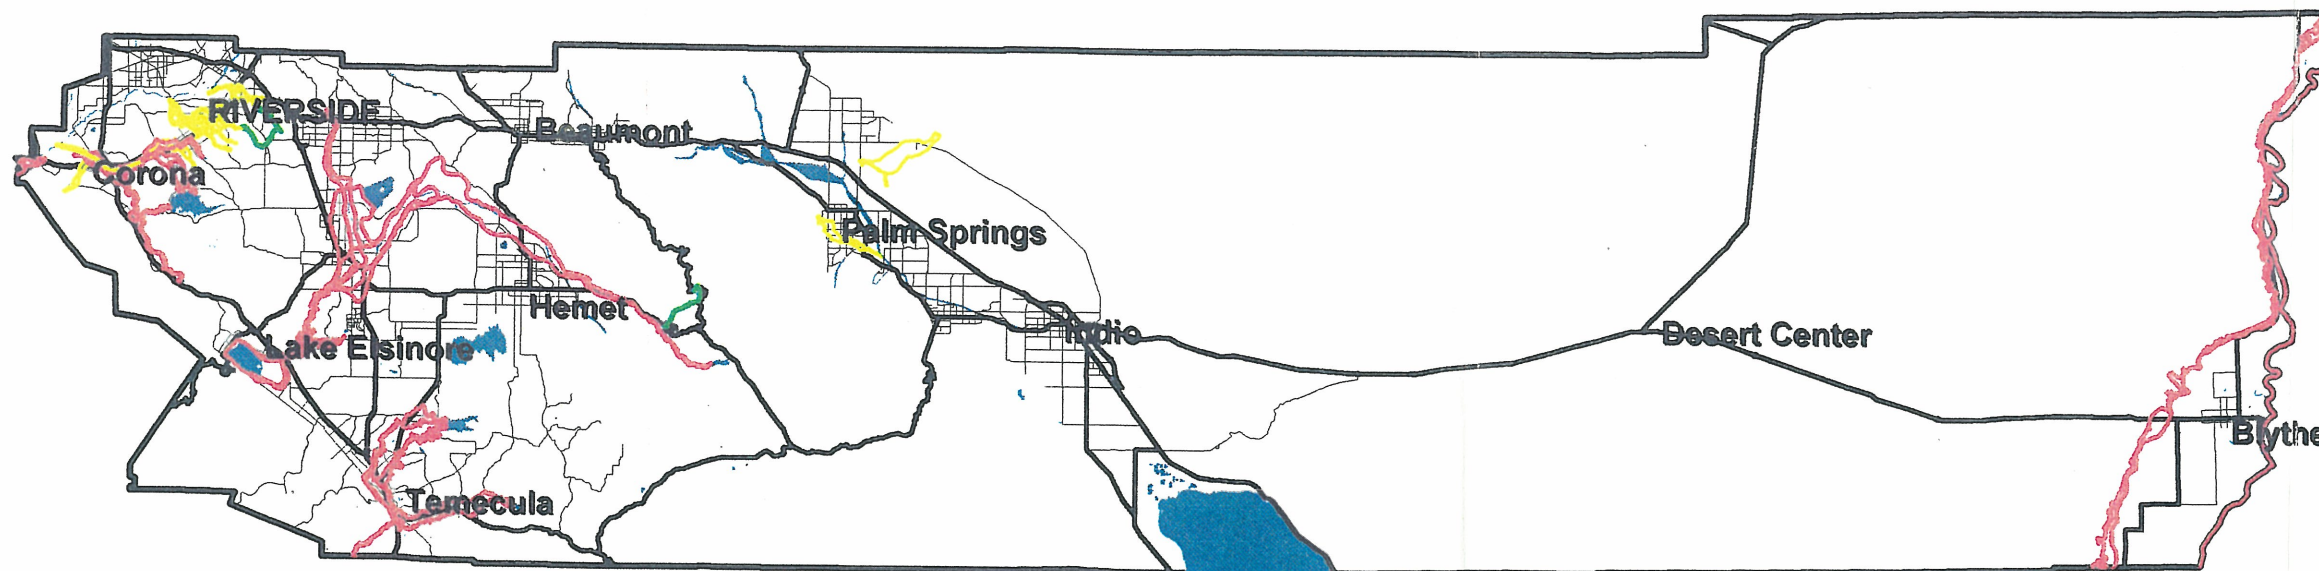 RIVERSIDE
Beaumont
Corona
Palm Springs
Hemet
Indio
Desert Center
Lake Elsinore
Blythe
Temecula